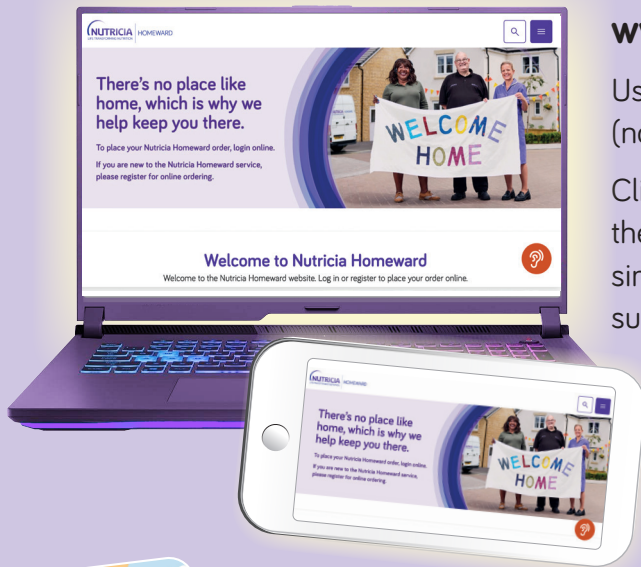 NUTRICIA
LIFE-TRANSFORMING NUTRITION
HOMEWARD
There's no place like
home, which is why we
help keep you there.
To place your Nutricia Homeward order, login online.
If you are new to the Nutricia Homeward service,
please register for online ordering.
WELCOME
HOME
Welcome to Nutricia Homeward
Welcome to the Nutricia Homeward website. Log in or register to place your order online.
NUTRICIA
HOMEWARD
There's no place like
home, which is why we
help keep you there.
To place your Nutricia Homeward order, login online.
If you are new to the Nutricia Homeward service,
please register for online ordering.
WELCOME
HOME
Us
(no
Cl
the
sin
su